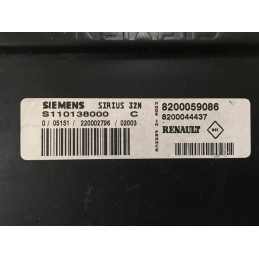 SIEMENS SIRIUS 32N
S110138000 C
0 / 05151 / 220002796 / 02003
8200059086
8200044437
RENAULT